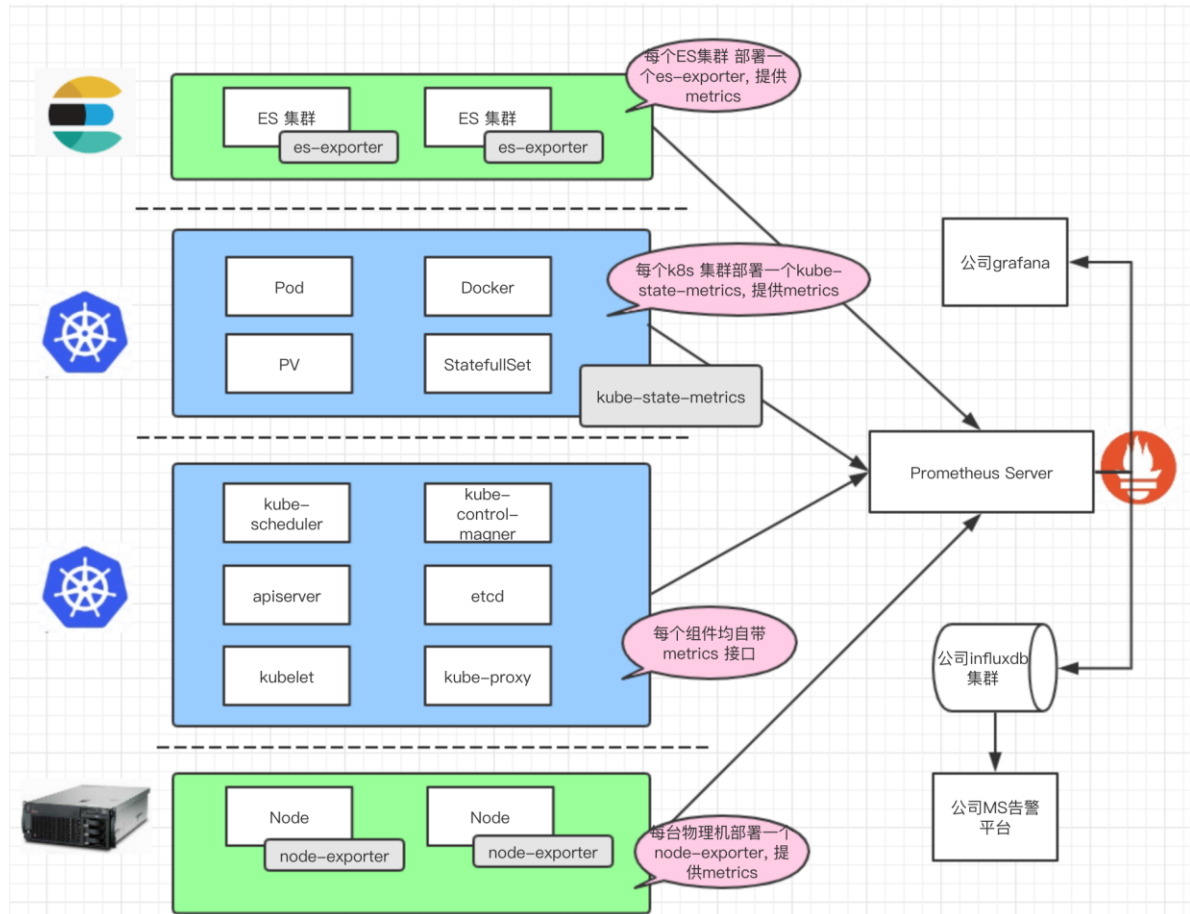 每个ES集群 部署一
个es-exporter, 提供
metrics
ES 集群
es-exporter
ES 集群
es-exporter
每个k8s 集群部署一个kube-
state-metrics, 提供metrics
Pod
Docker
PV
StatefullSet
kube-state-metrics
公司grafana
Prometheus Server
kube-
scheduler
kube-
control-
magner
apiserver
etcd
kubelet
kube-proxy
每个组件均自带
metrics 接口
公司influxdb
集群
公司MS告警
平台
Node
node-exporter
Node
node-exporter
每台物理机部署一个
node-exporter, 提
供metrics